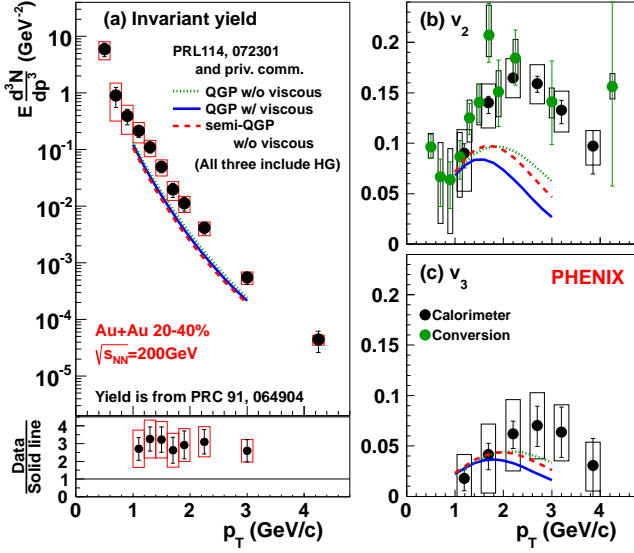 (a) Invariant yield
E d³N/dp³ (GeV⁻²)
PRL114, 072301
and priv. comm.
QGP w/o viscous
QGP w/ viscous
semi-QGP
w/o viscous
(All three include HG)
10
1
10⁻¹
10⁻²
10⁻³
10⁻⁴
10⁻⁵
Au+Au 20-40%
√sNN=200GeV
Yield is from PRC 91, 064904
Data
Solid line
4
3
2
1
0
0 2 4
pT (GeV/c)
(b) v₂
0.2
0.15
0.1
0.05
0
(c) v₃
PHENIX
Calorimeter
Conversion
0.2
0.15
0.1
0.05
0
0 1 2 3 4
pT (GeV/c)